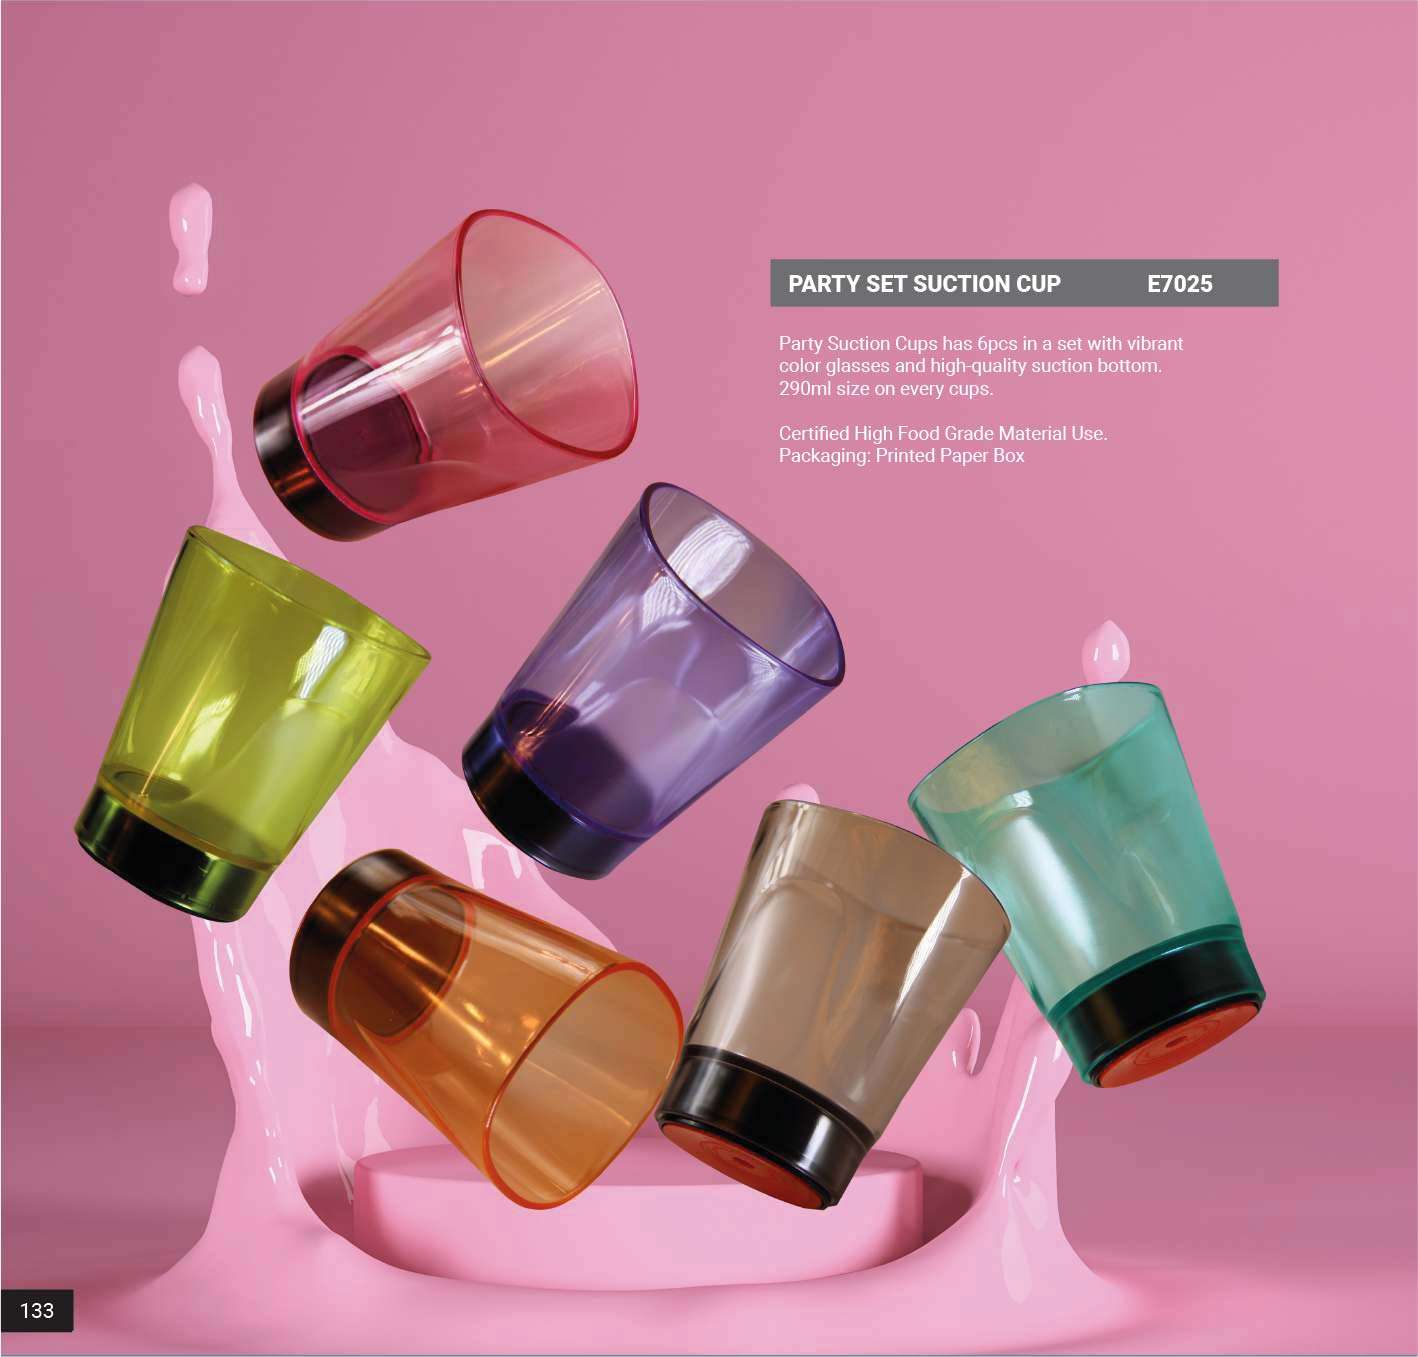 PARTY SET SUCTION CUP E7025
Party Suction Cups has 6pcs in a set with vibrant
color glasses and high-quality suction bottom.
290ml size on every cups.
Certified High Food Grade Material Use.
Packaging: Printed Paper Box
133